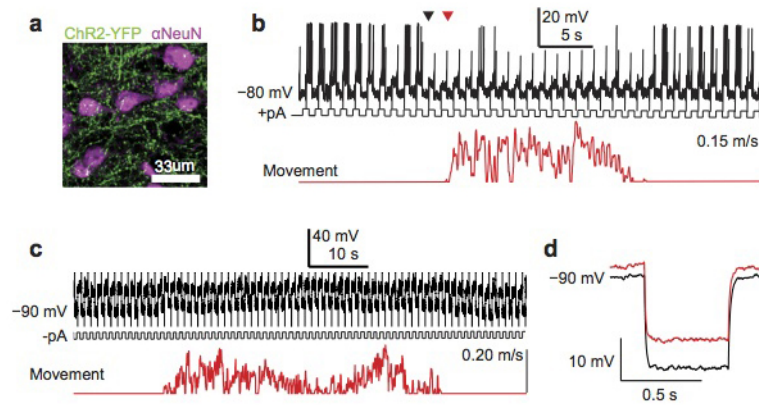 a
ChR2-YFP αNeuN
33um
b
20 mV
5 s
−80 mV
+pA
0.15 m/s
Movement
c
40 mV
10 s
−90 mV
-pA
0.20 m/s
Movement
d
−90 mV
10 mV
0.5 s